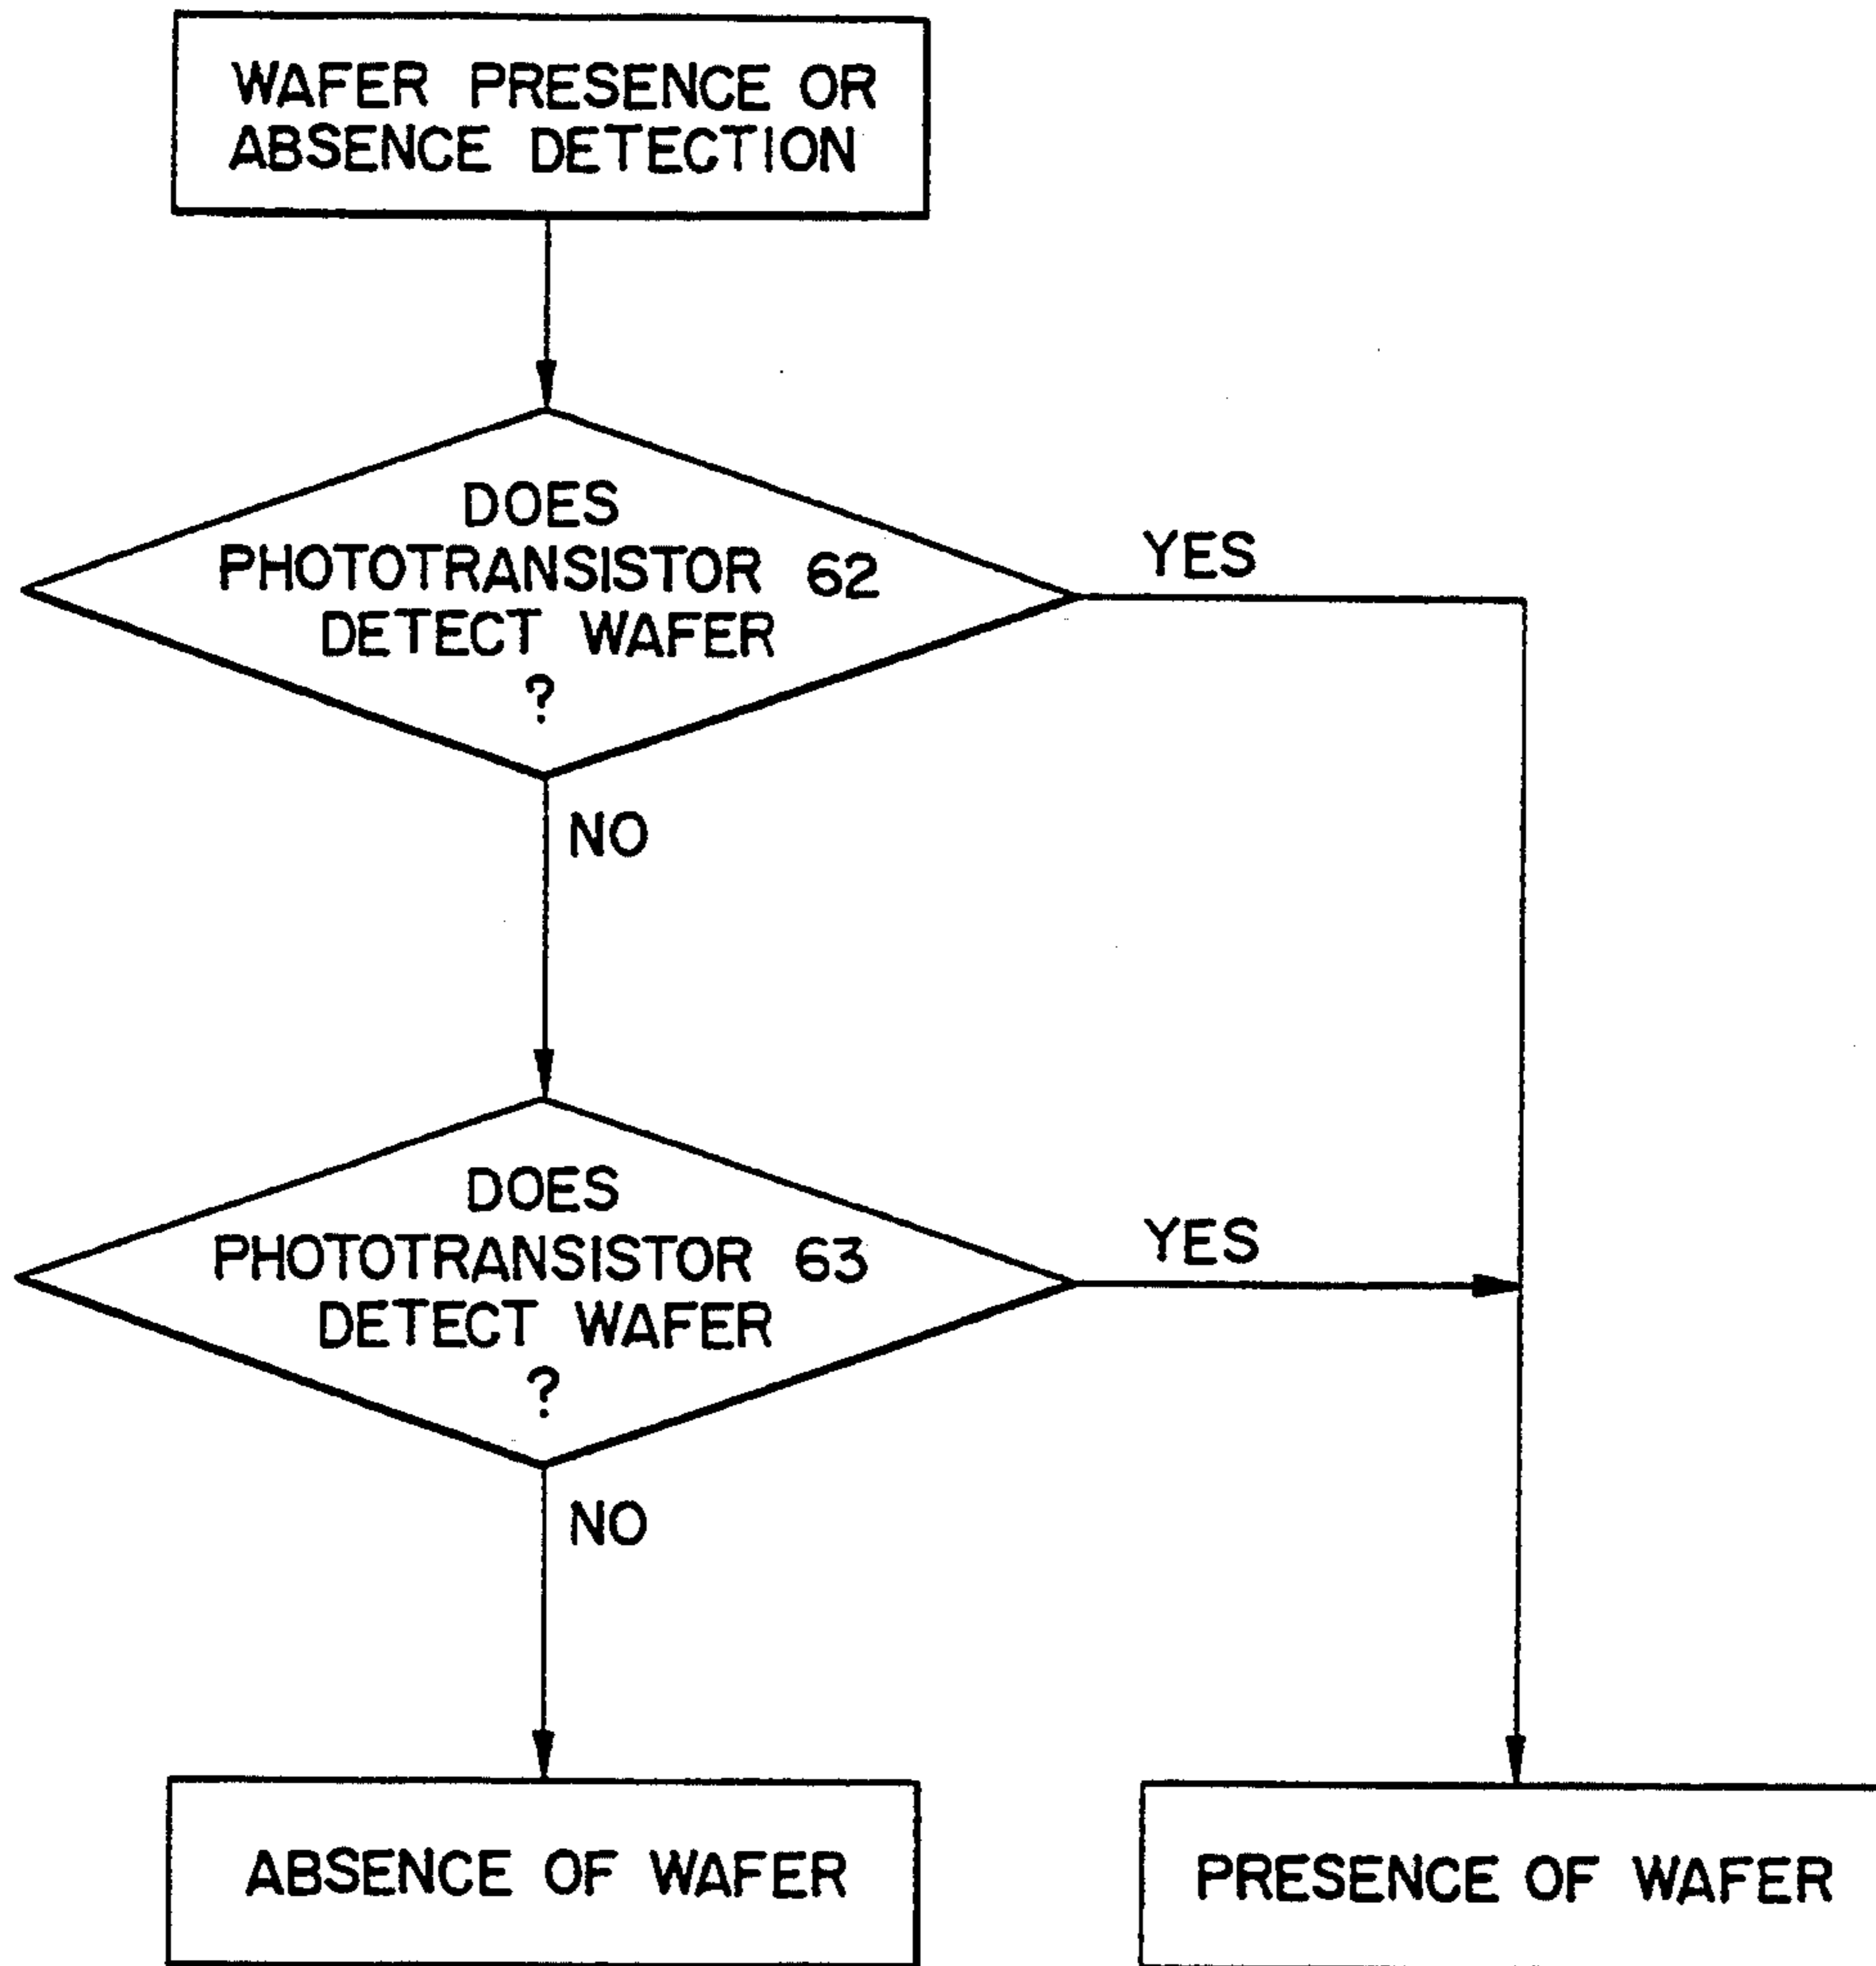 WAFER PRESENCE OR
ABSENCE DETECTION
DOES
PHOTOTRANSISTOR 62
DETECT WAFER
?
YES
NO
DOES
PHOTOTRANSISTOR 63
DETECT WAFER
?
YES
NO
ABSENCE OF WAFER
PRESENCE OF WAFER